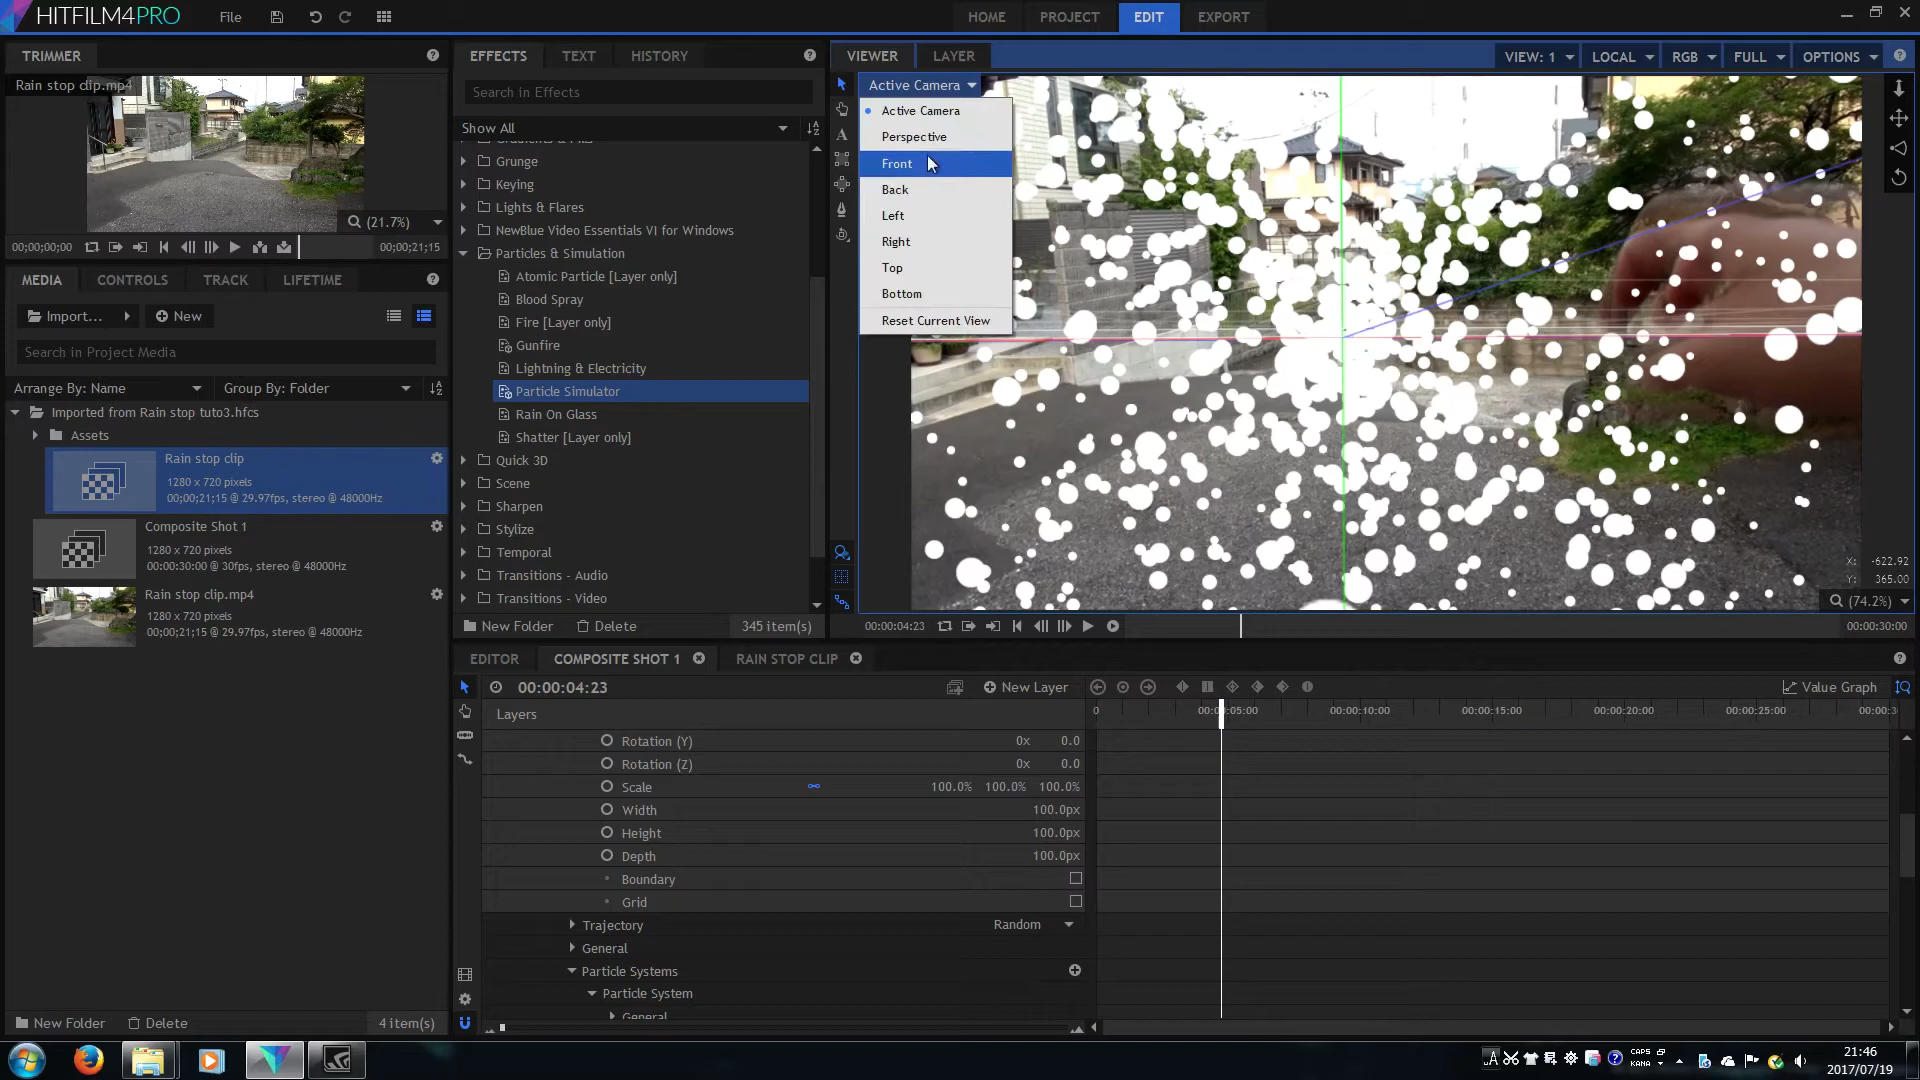 HITFILM4PRO
File
HOME
PROJECT
EDIT
EXPORT
TRIMMER
Rain stop clip.mp4
(21.7%)
00;00;00;00
00;00;21;15
MEDIA
CONTROLS
TRACK
LIFETIME
Import...
New
Search in Project Media
Arrange By: Name
Group By: Folder
Imported from Rain stop tuto3.hfcs
Assets
Rain stop clip
1280 x 720 pixels
00;00;21;15 @ 29.97fps, stereo @ 48000Hz
Composite Shot 1
1280 x 720 pixels
00:00:30:00 @ 30fps, stereo @ 48000Hz
Rain stop clip.mp4
1280 x 720 pixels
00;00;21;15 @ 29.97fps, stereo @ 48000Hz
New Folder
Delete
4 item(s)
EFFECTS
TEXT
HISTORY
Search in Effects
Show All
Grunge
Keying
Lights & Flares
NewBlue Video Essentials VI for Windows
Particles & Simulation
Atomic Particle [Layer only]
Blood Spray
Fire [Layer only]
Gunfire
Lightning & Electricity
Particle Simulator
Rain On Glass
Shatter [Layer only]
Quick 3D
Scene
Sharpen
Stylize
Temporal
Transitions - Audio
Transitions - Video
New Folder
Delete
345 item(s)
VIEWER
LAYER
VIEW: 1
LOCAL
RGB
FULL
OPTIONS
Active Camera
Active Camera
Perspective
Front
Back
Left
Right
Top
Bottom
Reset Current View
X: -622.92
Y: 365.00
(74.2%)
00:00:04:23
00:00:30:00
EDITOR
COMPOSITE SHOT 1
RAIN STOP CLIP
00:00:04:23
New Layer
Value Graph
Layers
0
00:00:05:00
00:00:10:00
00:00:15:00
00:00:20:00
00:00:25:00
Rotation (Y)
0x
0.0
Rotation (Z)
0x
0.0
Scale
100.0%
100.0%
100.0%
Width
100.0px
Height
100.0px
Depth
100.0px
Boundary
Grid
Trajectory
Random
General
Particle Systems
Particle System
General
CAPS
KANA
21:46
2017/07/19